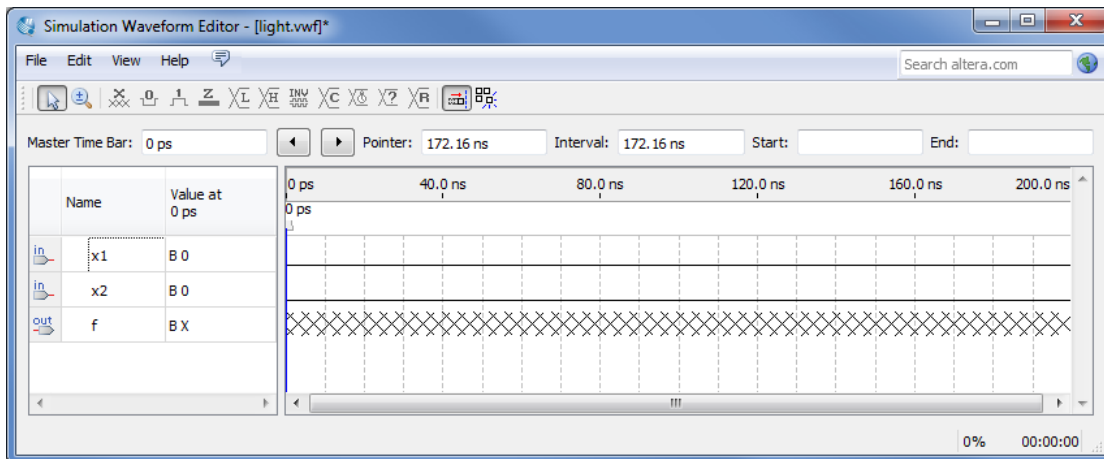 Simulation Waveform Editor - [light.vwf]*
File Edit View Help Search altera.com
Master Time Bar: 0 ps Pointer: 172.16 ns Interval: 172.16 ns Start: End:
Name Value at 0 ps 0 ps 40.0 ns 80.0 ns 120.0 ns 160.0 ns 200.0 ns
0 ps
in x1 B 0
in x2 B 0
out f B X
0% 00:00:00